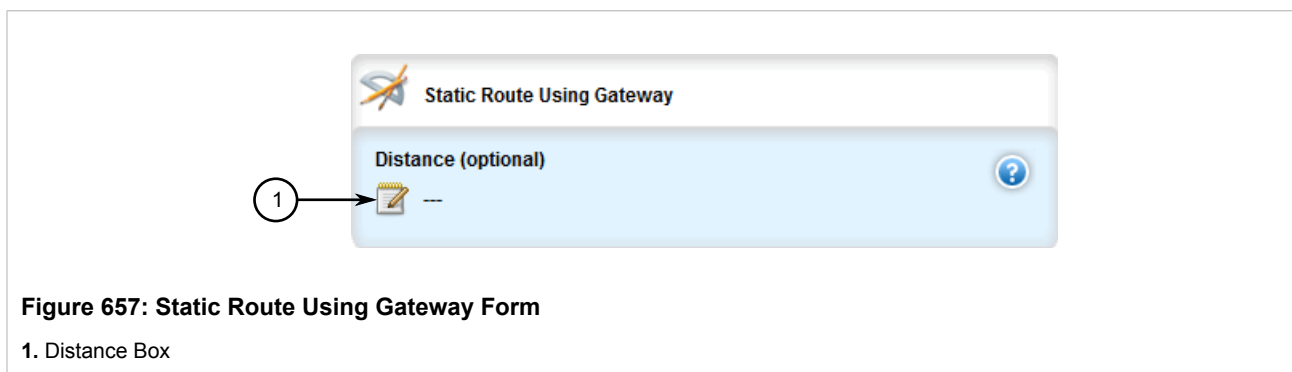 Static Route Using Gateway
Distance (optional)
?
1
---
Figure 657: Static Route Using Gateway Form
1. Distance Box